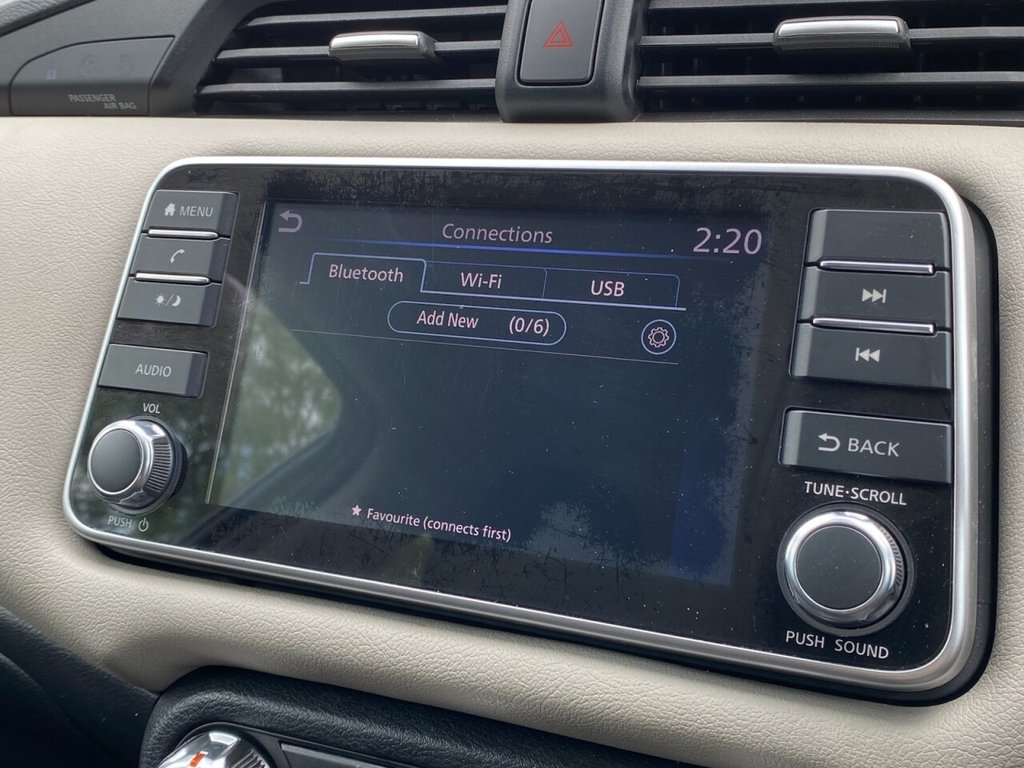 PASSENGER
AIR BAG
MENU
AUDIO
VOL
PUSH
Connections
2:20
Bluetooth
Wi-Fi
USB
Add New (0/6)
Favourite (connects first)
BACK
TUNE·SCROLL
PUSH SOUND